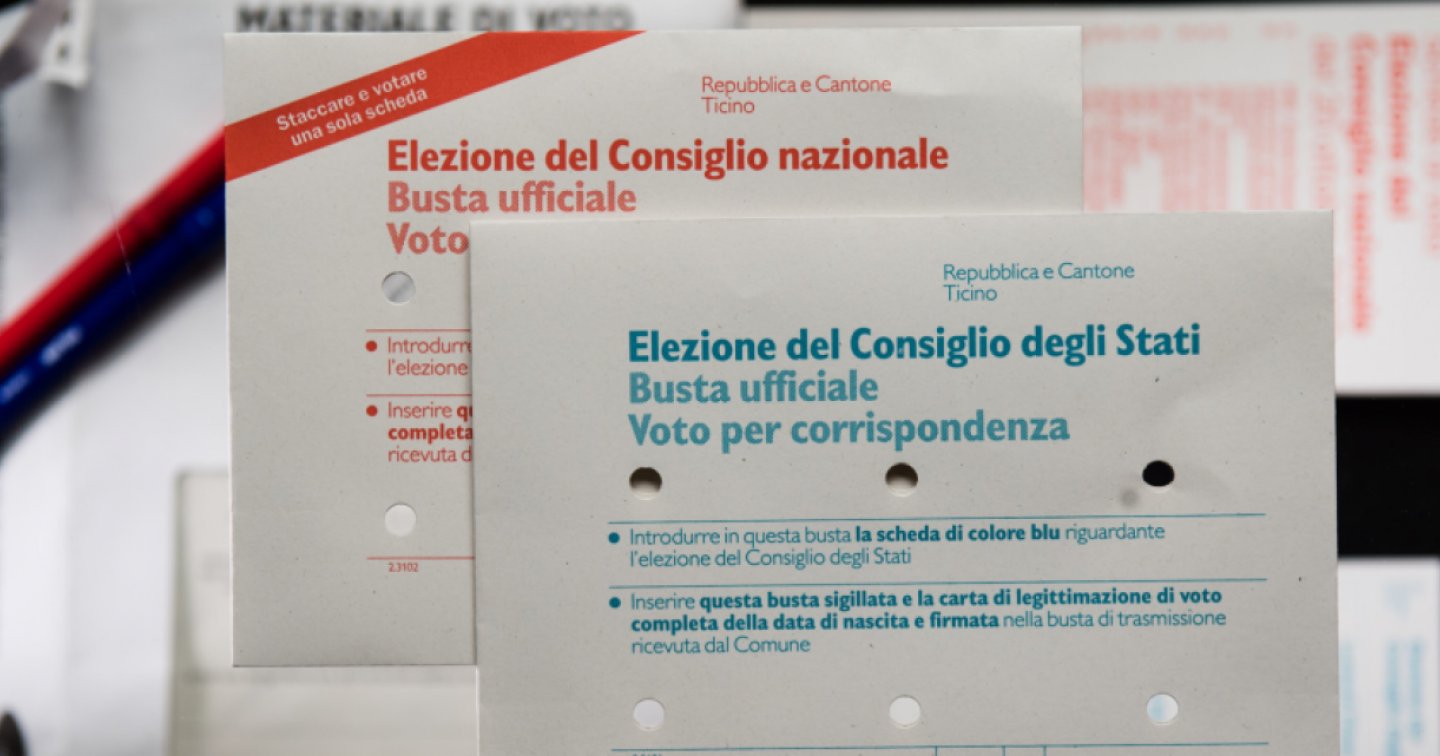 MATERIALE DI VOTO
Staccare e votare
una sola scheda
Repubblica e Cantone
Ticino
Elezione del Consiglio nazionale
Busta ufficiale
Voto
Introdurre
l'elezione
Inserire
completa
ricevuta
2.3102
Repubblica e Cantone
Ticino
Elezione del Consiglio degli Stati
Busta ufficiale
Voto per corrispondenza
• Introdurre in questa busta la scheda di colore blu riguardante
l'elezione del Consiglio degli Stati
• Inserire questa busta sigillata e la carta di legittimazione di voto
completa della data di nascita e firmata nella busta di trasmissione
ricevuta dal Comune
Elezione del
Consiglio nazionale